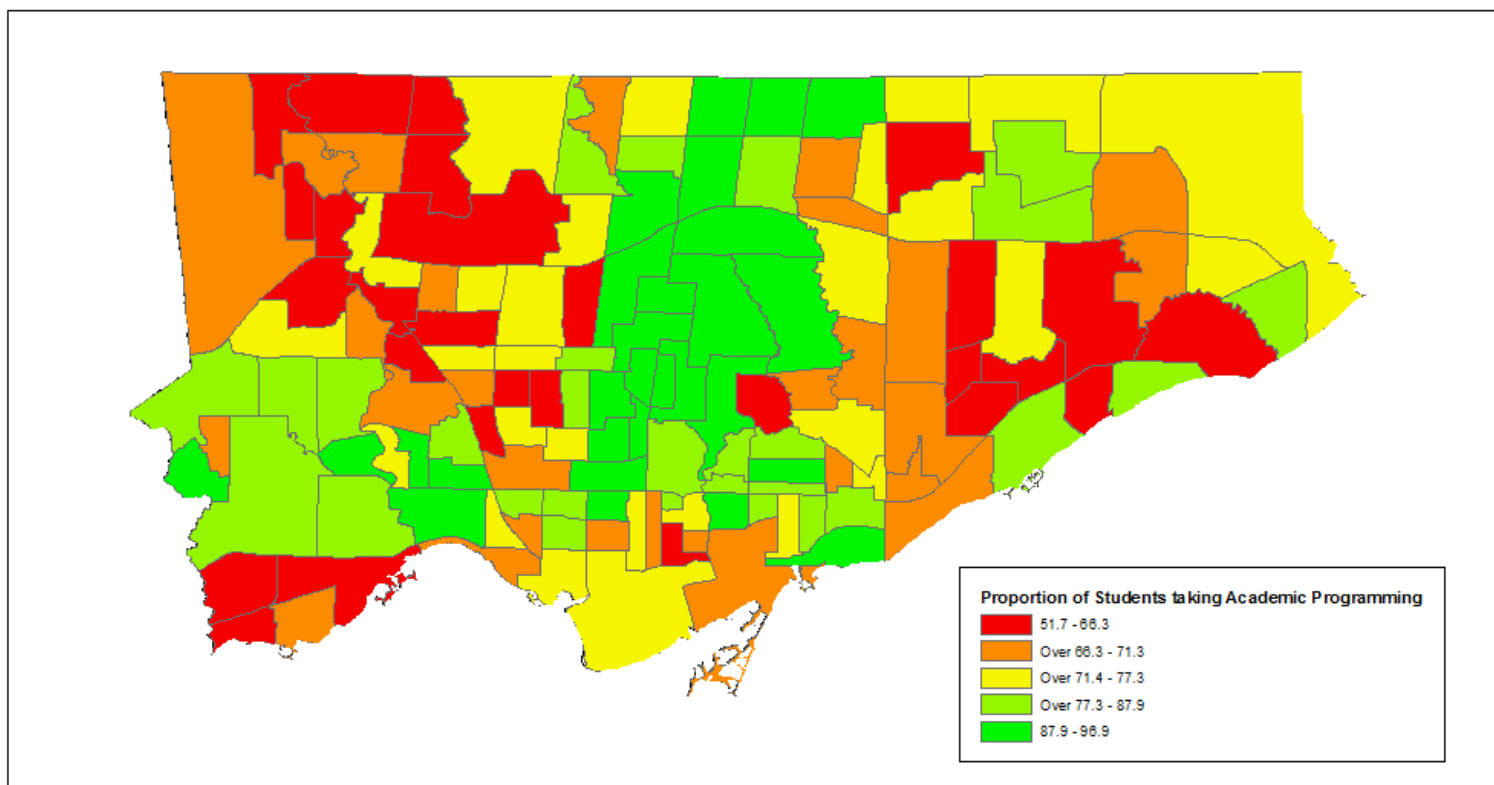 Proportion of Students taking Academic Programming
51.7 - 66.3
Over 66.3 - 71.3
Over 71.4 - 77.3
Over 77.3 - 87.9
87.9 - 96.9